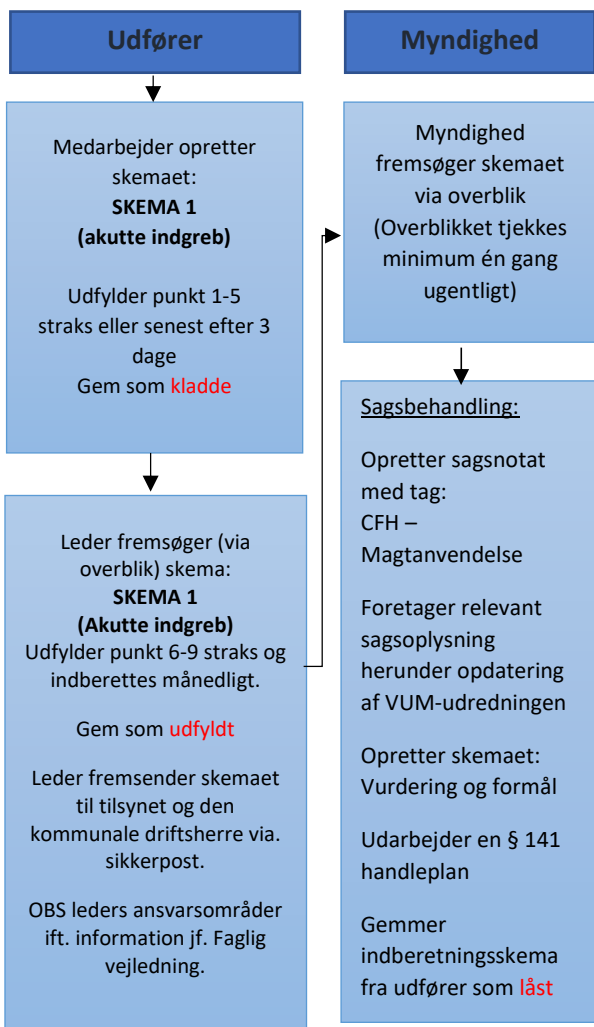 Udfører
Medarbejder opretter
skemaet:
SKEMA 1
(akutte indgreb)
Udfylder punkt 1-5
straks eller senest efter 3
dage
Gem som kladde
Leder fremsøger (via
overblik) skema:
SKEMA 1
(Akutte indgreb)
Udfylder punkt 6-9 straks og
indberettes månedligt.
Gem som udfyldt
Leder fremsender skemaet
til tilsynet og den
kommunale driftsherre via.
sikkerpost.
OBS leders ansvarsområder
ift. information jf. Faglig
vejledning.
Myndighed
Myndighed
fremsøger skemaet
via overblik
(Overblikket tjekkes
minimum én gang
ugentligt)
Sagsbehandling:
Opretter sagsnotat
med tag:
CFH –
Magtanvendelse
Foretager relevant
sagsoplysning
herunder opdatering
af VUM-udredningen
Opretter skemaet:
Vurdering og formål
Udarbejder en § 141
handleplan
Gemmer
indberetningsskema
fra udfører som låst